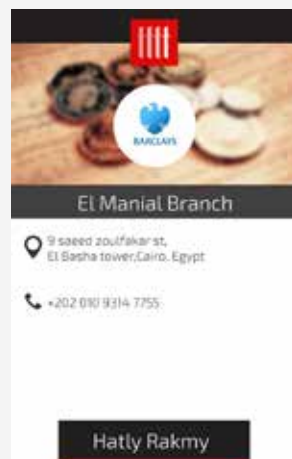 BARCLAYS
El Manial Branch
9 saeed zoulfakar st,
El Basha tower,Cairo, Egypt
+202 010 9314 7755
Hatly Rakmy